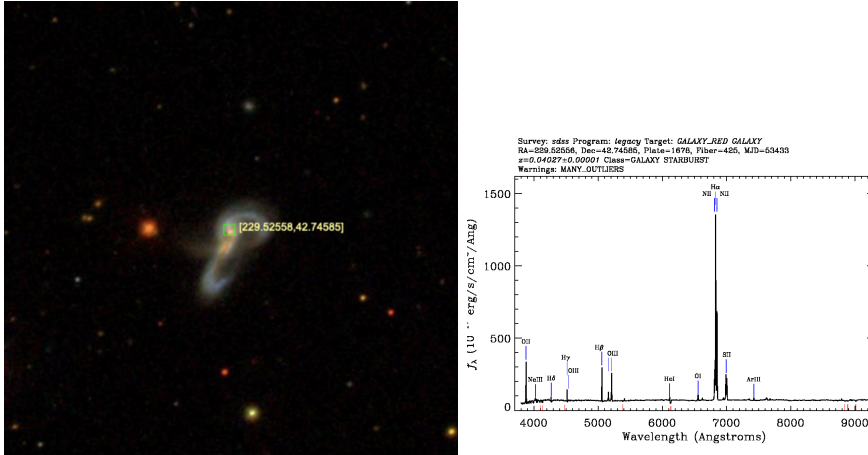 [229.52558,42.74585]
Survey: sdss Program: legacy Target: GALAXY_RED GALAXY
RA=229.52556, Dec=42.74585, Plate=1678, Fiber=425, MJD=53433
z=0.04027±0.00001 Class=GALAXY STARBURST
Warnings: MANY_OUTLIERS
Hα
NII NII
1500
1000
500
0
OII
NeIII
Hδ
Hγ
OIII
Hβ
OIII
HeI
OI
SII
ArIII
4000 5000 6000 7000 8000 9000
Wavelength (Angstroms)
erg/s/cm²/Ang)